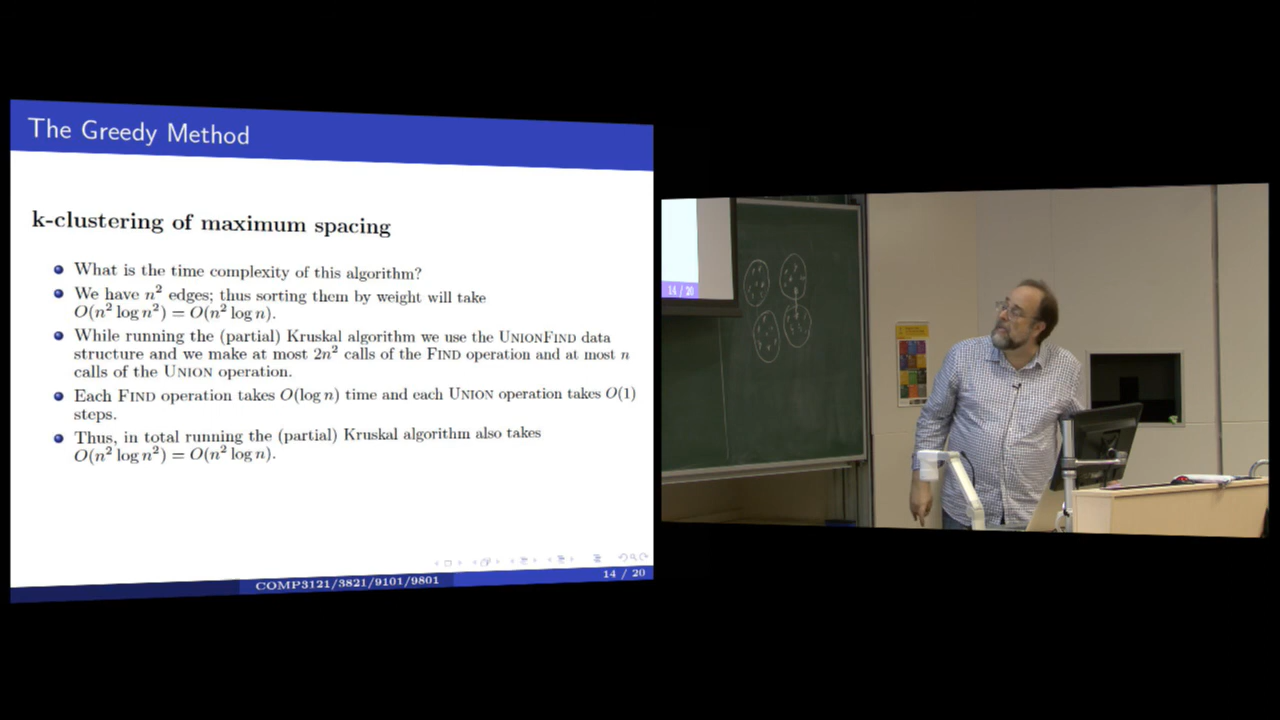 The Greedy Method
k-clustering of maximum spacing
What is the time complexity of this algorithm?
We have n² edges; thus sorting them by weight will take
O(n² log n²) = O(n² log n).
While running the (partial) Kruskal algorithm we use the UNIONFIND data
structure and we make at most 2n² calls of the FIND operation and at most n
calls of the UNION operation.
Each FIND operation takes O(log n) time and each UNION operation takes O(1)
steps.
Thus, in total running the (partial) Kruskal algorithm also takes
O(n² log n²) = O(n² log n).
COMP3121/3821/9101/9801
14 / 20
14 / 20